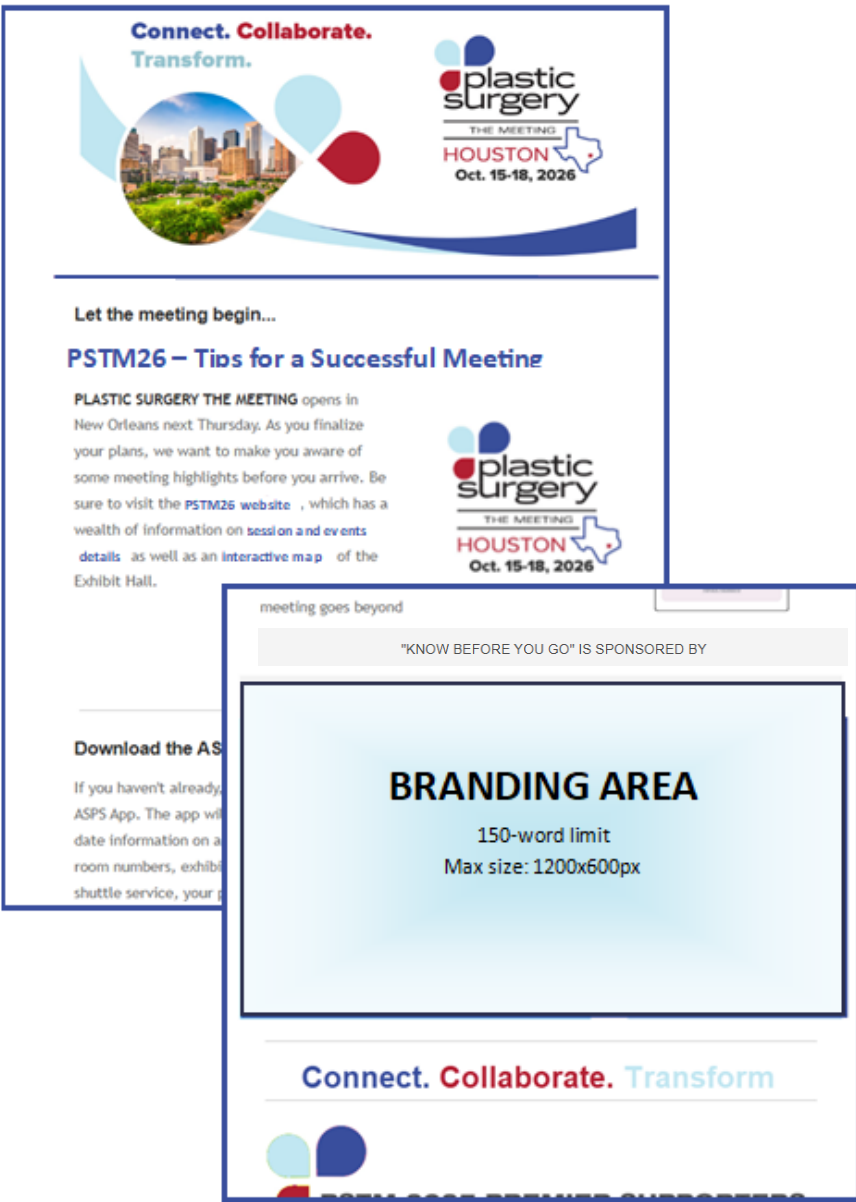 Connect. Collaborate.
Transform.
plastic
surgery
THE MEETING
HOUSTON
Oct. 15-18, 2026
Let the meeting begin...
PSTM26 – Tips for a Successful Meeting
PLASTIC SURGERY THE MEETING opens in
New Orleans next Thursday. As you finalize
your plans, we want to make you aware of
some meeting highlights before you arrive. Be
sure to visit the PSTM26 website , which has a
wealth of information on session and events
details as well as an interactive map of the
Exhibit Hall.
plastic
surgery
THE MEETING
HOUSTON
Oct. 15-18, 2026
Download the AS
If you haven't already,
ASPS App. The app wil
date information on a
room numbers, exhibi
shuttle service, your p
meeting goes beyond
"KNOW BEFORE YOU GO" IS SPONSORED BY
BRANDING AREA
150-word limit
Max size: 1200x600px
Connect. Collaborate. Transform
PSTM 2025 PREMIER SUPPORTERS